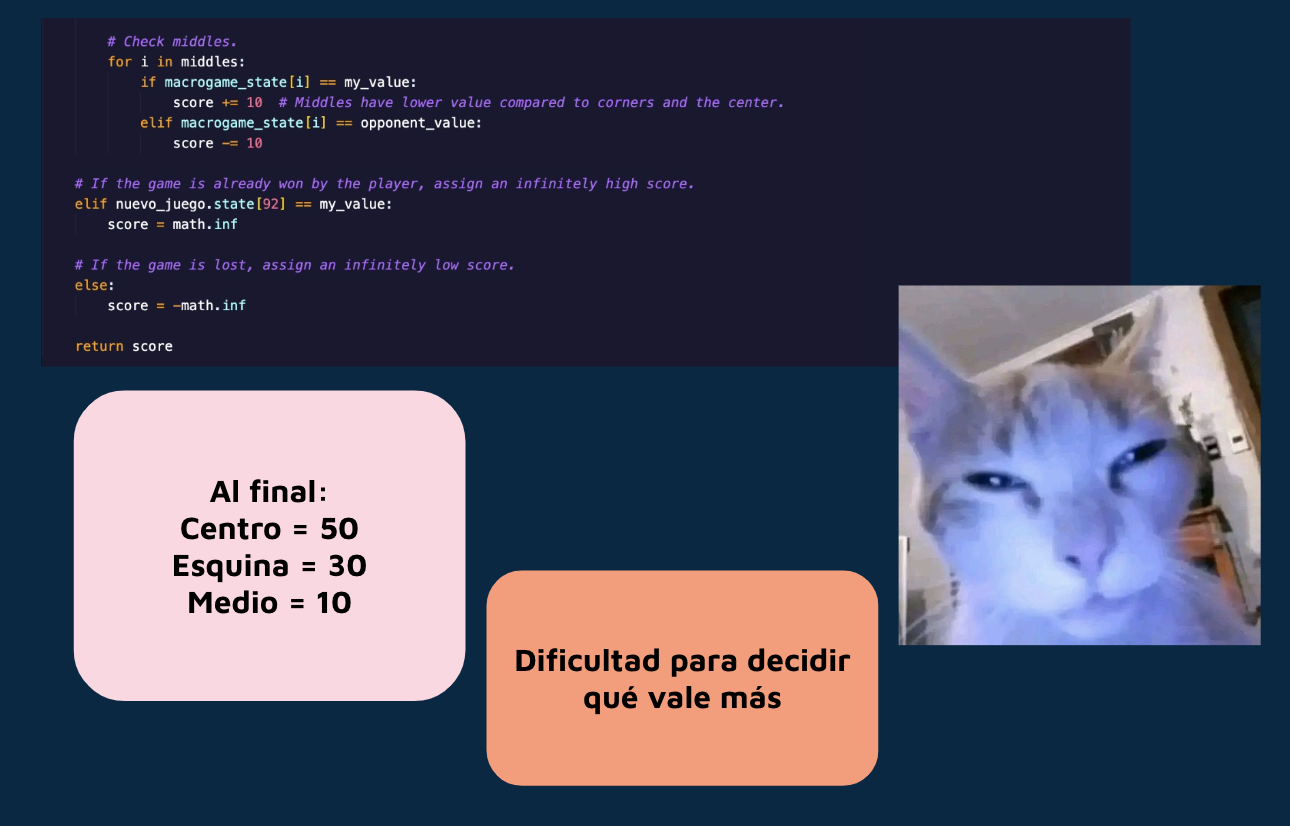 # Check middles.
for i in middles:
if macrogame_state[i] == my_value:
score += 10  # Middles have lower value compared to corners and the center.
elif macrogame_state[i] == opponent_value:
score -= 10
# If the game is already won by the player, assign an infinitely high score.
elif nuevo_juego.state[92] == my_value:
score = math.inf
# If the game is lost, assign an infinitely low score.
else:
score = -math.inf
return score
Al final:
Centro = 50
Esquina = 30
Medio = 10
Dificultad para decidir
qué vale más